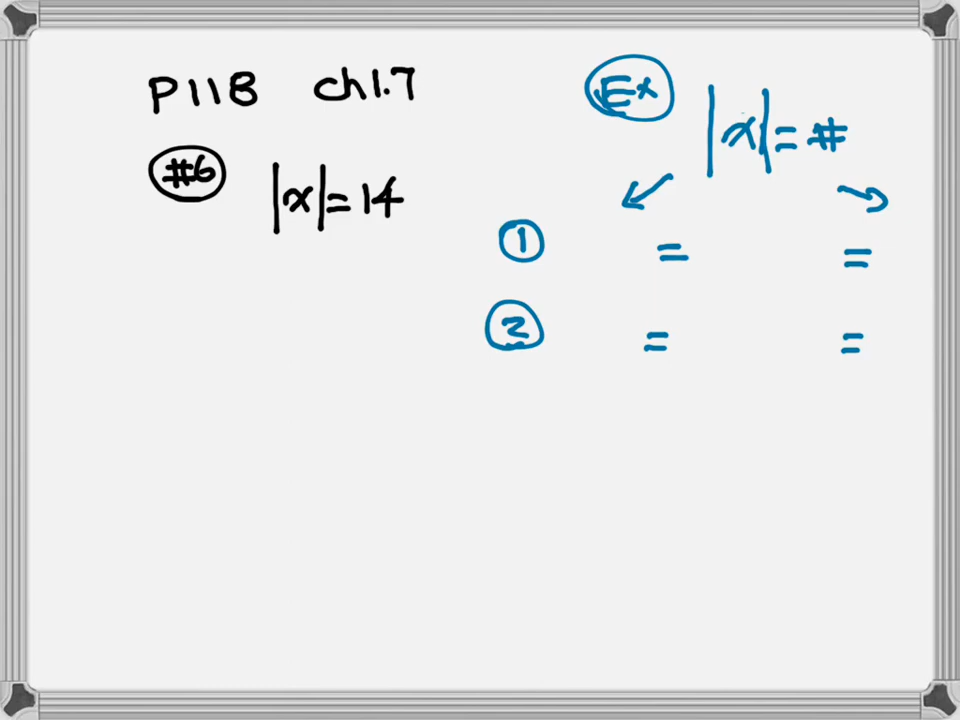 P118 ch1.7
#6 |x|=14
Ex |x|=#
① = =
② = =